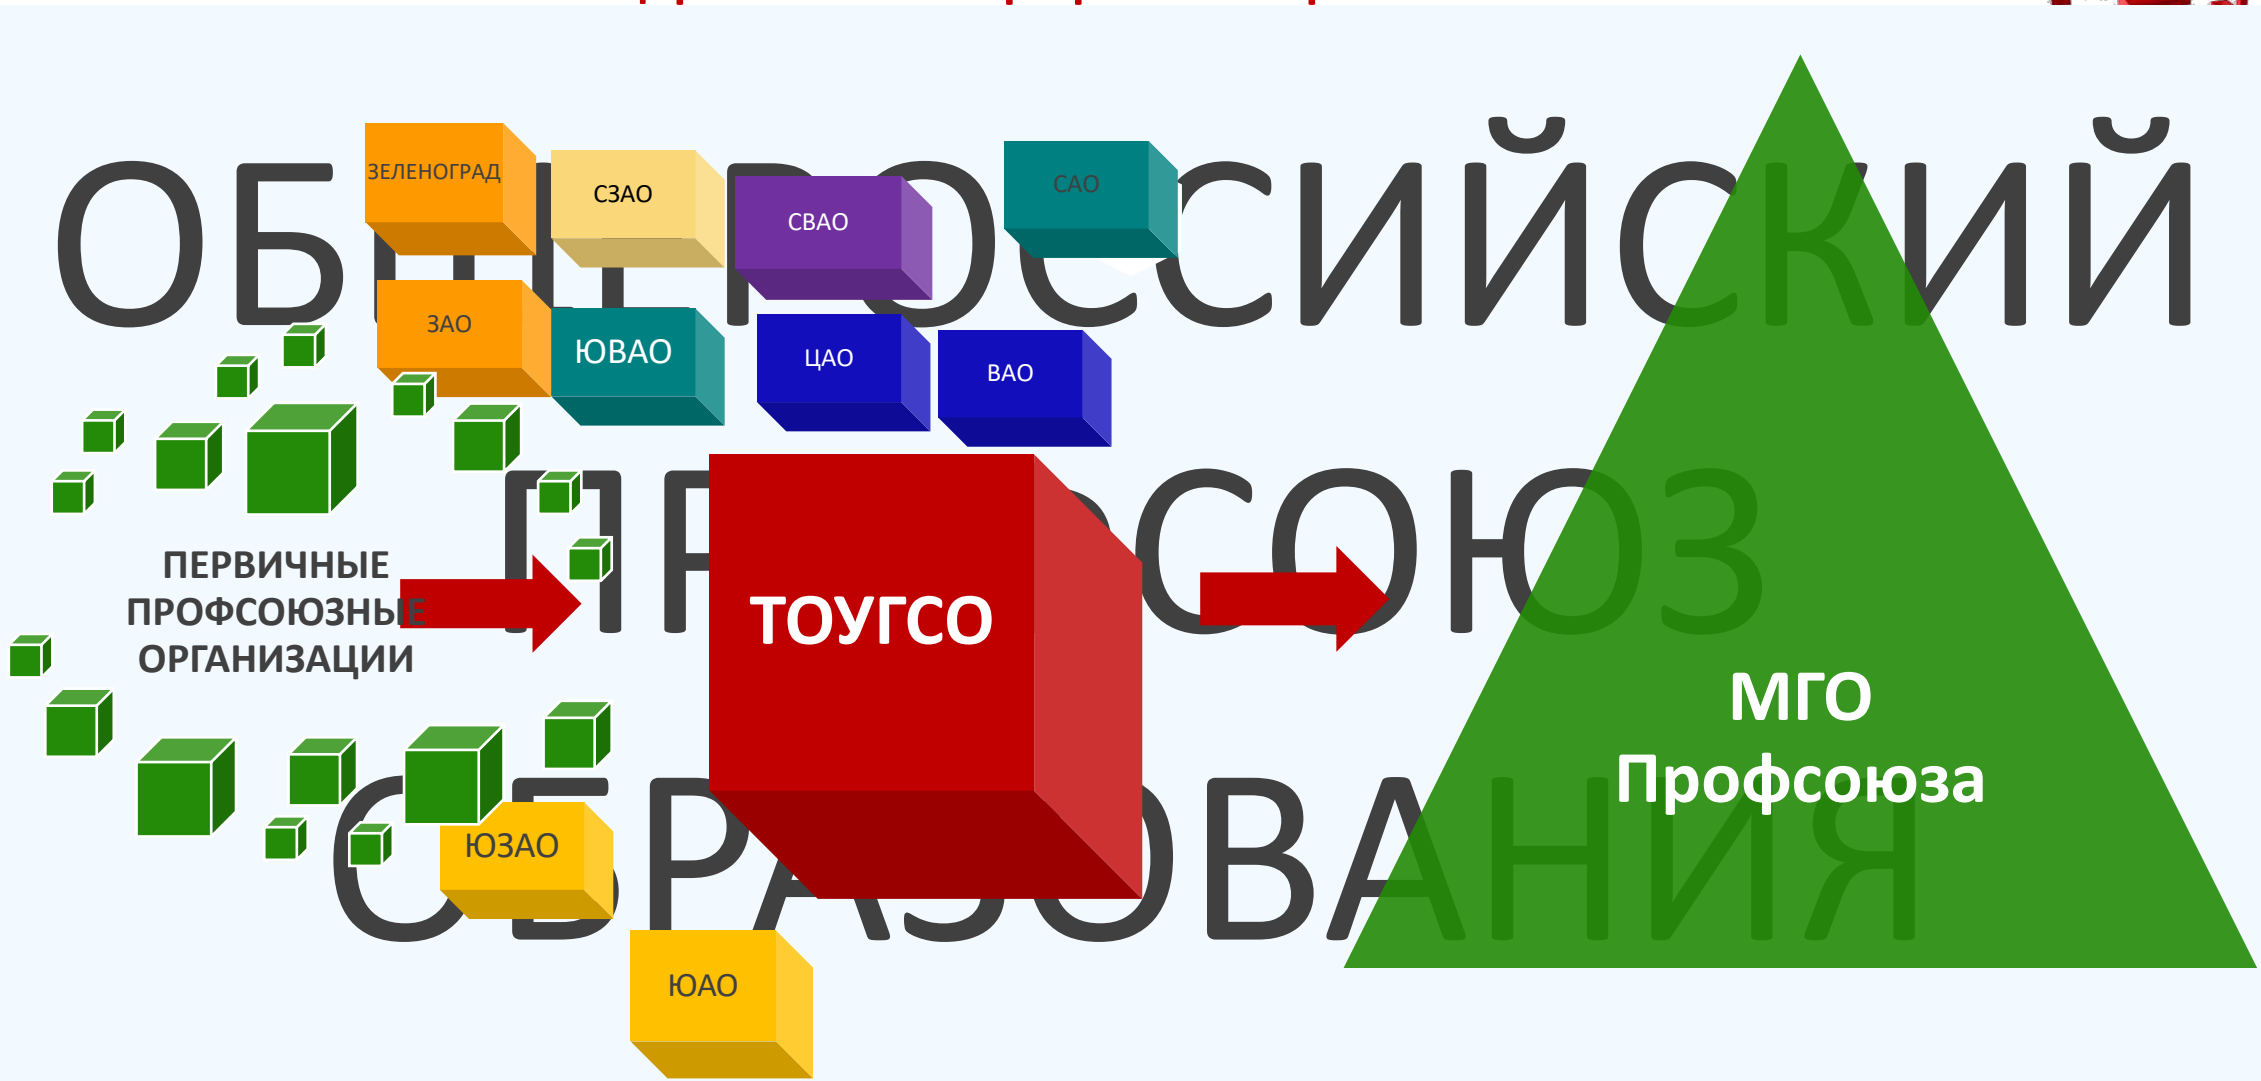 ЗЕЛЕНОГРАД
СЗАО
СВАО
САО
ЗАО
ЮВАО
ЦАО
ВАО
ПЕРВИЧНЫЕ
ПРОФСОЮЗНЫЕ
ОРГАНИЗАЦИИ
ТОУГСО
МГО
Профсоюза
ЮЗАО
ЮАО
ОБЩЕРОССИЙСКИЙ
ПРОФСОЮЗ
ОБРАЗОВАНИЯ